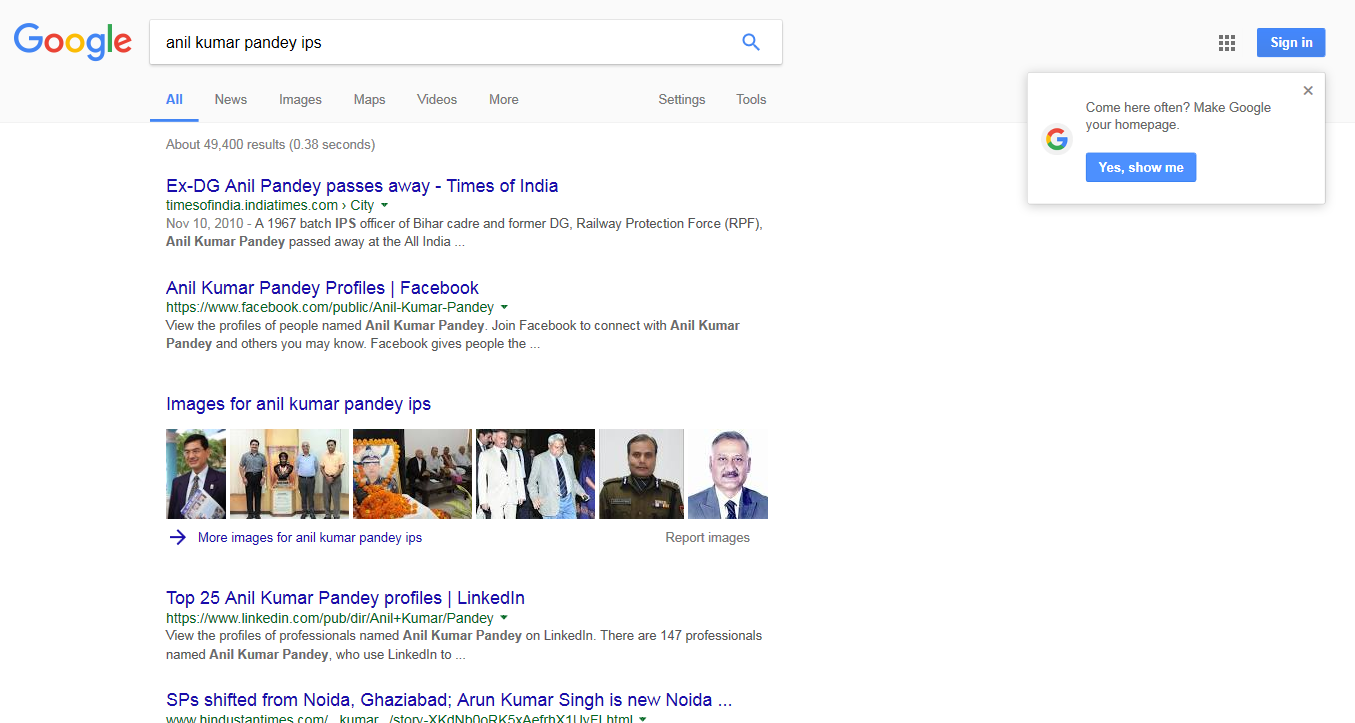 Google
anil kumar pandey ips
Sign in
All News Images Maps Videos More Settings Tools
Come here often? Make Google
your homepage.
Yes, show me
About 49,400 results (0.38 seconds)
Ex-DG Anil Pandey passes away - Times of India
timesofindia.indiatimes.com › City
Nov 10, 2010 - A 1967 batch IPS officer of Bihar cadre and former DG, Railway Protection Force (RPF),
Anil Kumar Pandey passed away at the All India ...
Anil Kumar Pandey Profiles | Facebook
https://www.facebook.com/public/Anil-Kumar-Pandey
View the profiles of people named Anil Kumar Pandey. Join Facebook to connect with Anil Kumar
Pandey and others you may know. Facebook gives people the ...
Images for anil kumar pandey ips
More images for anil kumar pandey ips
Report images
Top 25 Anil Kumar Pandey profiles | LinkedIn
https://www.linkedin.com/pub/dir/Anil+Kumar/Pandey
View the profiles of professionals named Anil Kumar Pandey on LinkedIn. There are 147 professionals
named Anil Kumar Pandey, who use LinkedIn to ...
SPs shifted from Noida, Ghaziabad; Arun Kumar Singh is new Noida ...
www.hindustantimes.com/...kumar.../